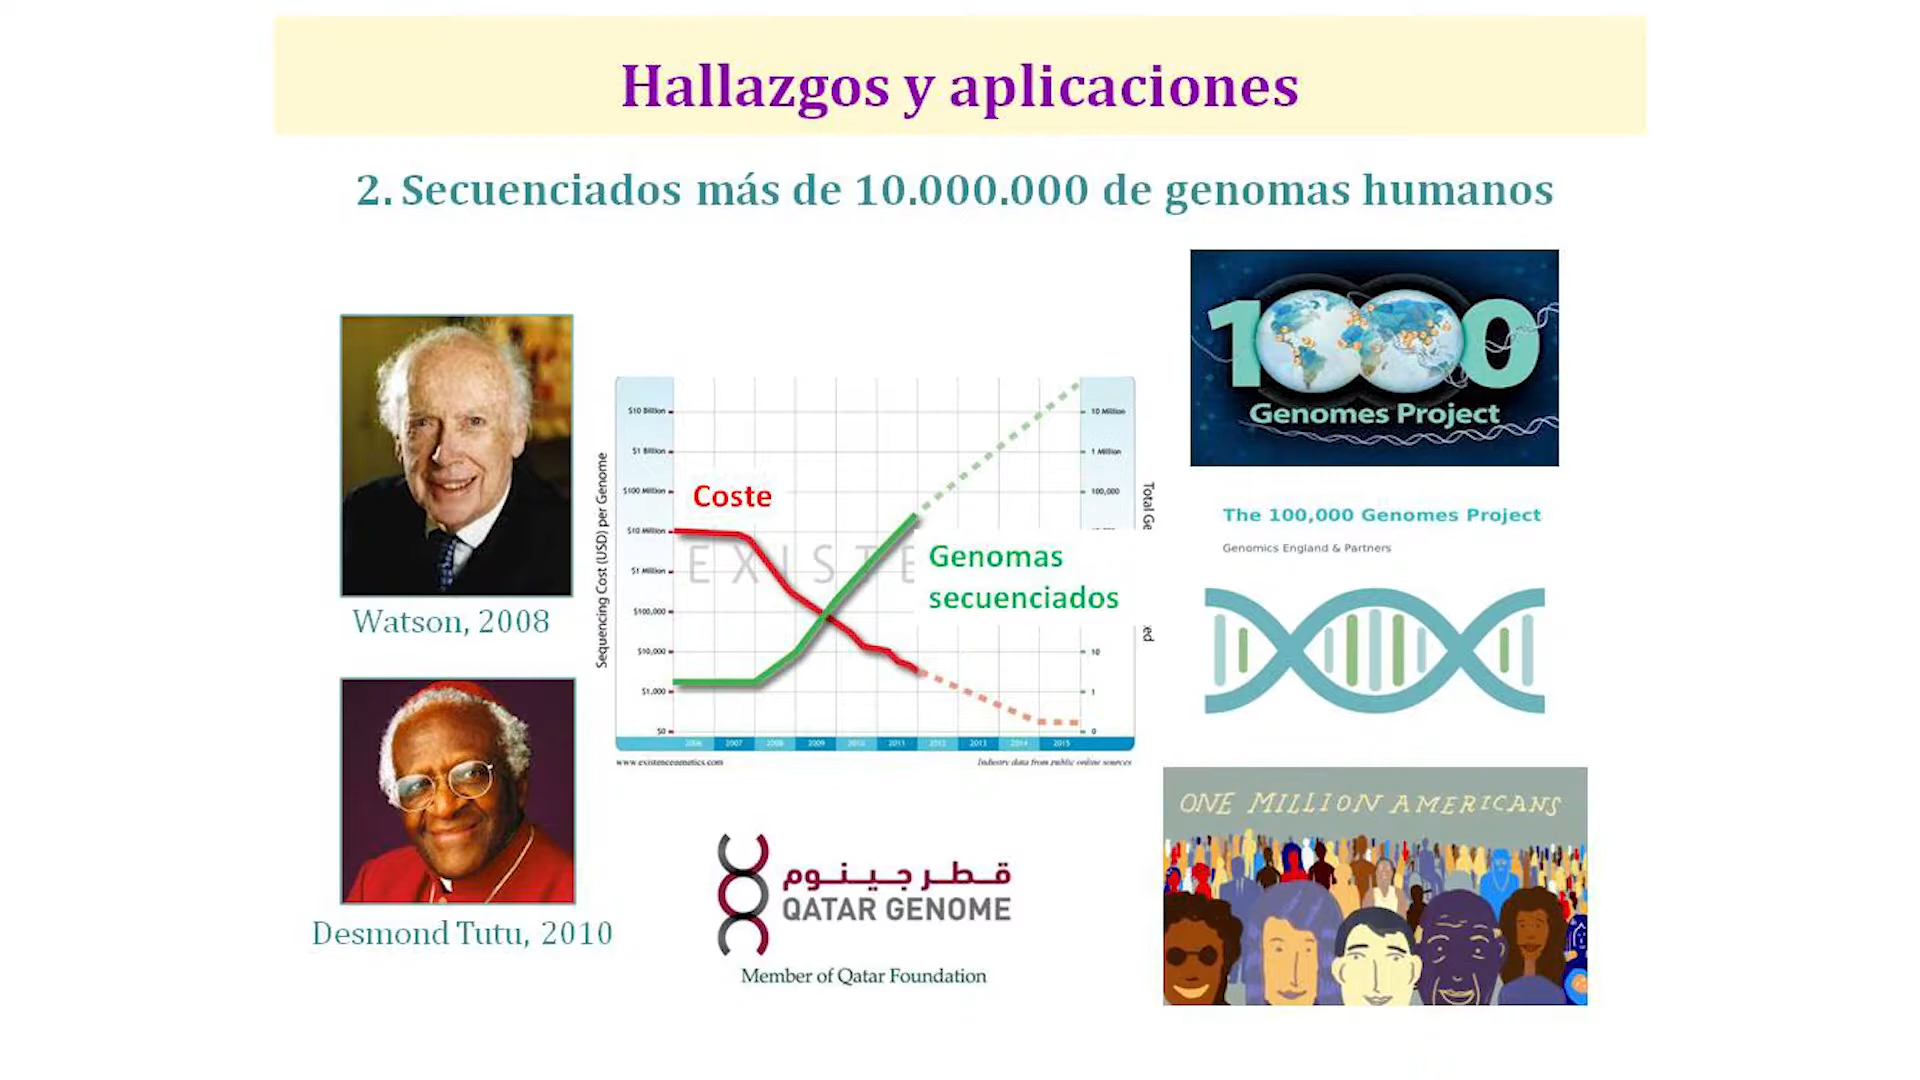 Hallazgos y aplicaciones
2. Secuenciados más de 10.000.000 de genomas humanos
Watson, 2008
Desmond Tutu, 2010
Sequencing Cost (USD) per Genome
$10 Billion
$1 Billion
$100 Million
$10 Million
$1 Million
$100,000
$10,000
$1,000
$0
Coste
EXISTE
Genomas
secuenciados
10 Million
1 Million
100,000
10
1
0
Total Ge
ed
2006 2007 2008 2009 2010 2011 2012 2013 2014 2015
www.existencegenetics.com
Industry data from public online sources
قطر جينوم
QATAR GENOME
Member of Qatar Foundation
1000
Genomes Project
The 100,000 Genomes Project
Genomics England & Partners
ONE MILLION AMERICANS